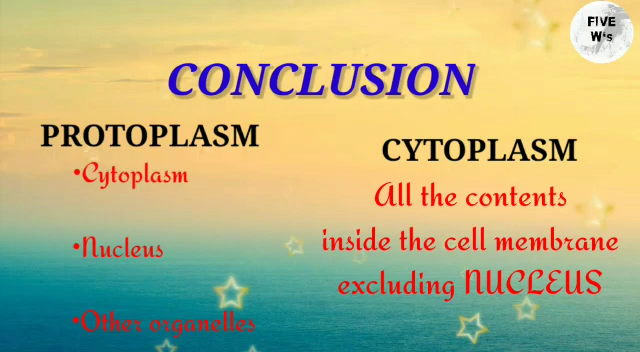 FIVE
W's
CONCLUSION
PROTOPLASM
•Cytoplasm
•Nucleus
•Other organelles
CYTOPLASM
All the contents
inside the cell membrane
excluding NUCLEUS